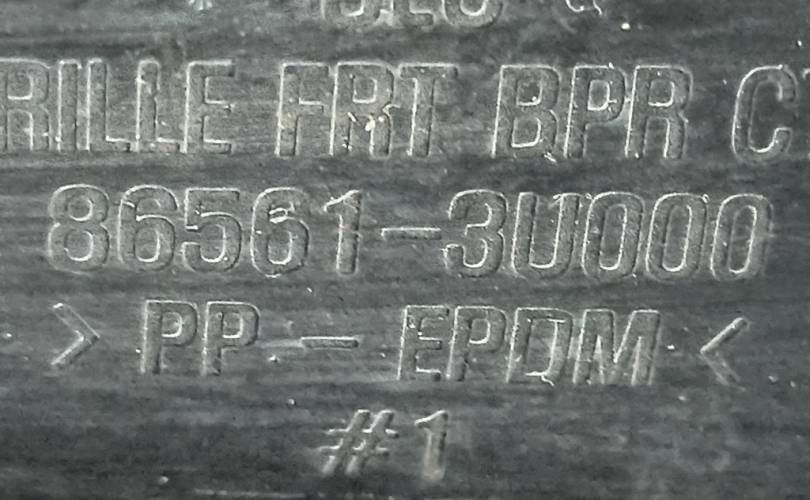 RILLE FRT BPR C
86561-3U000
> PP - EPDM <
#1